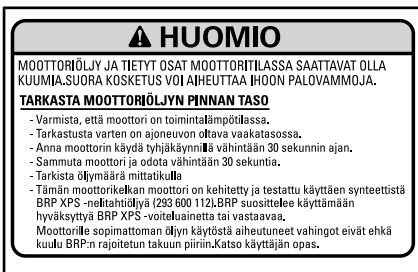 HUOMIO
MOOTTORIÖLJY JA TIETYT OSAT MOOTTORITILASSA SAATTAVAT OLLA
KUUMIA.SUORA KOSKETUS VOI AIHEUTTAA IHOON PALOVAMMOJA.
TARKASTA MOOTTORIÖLJYN PINNAN TASO
- Varmista, että moottori on toimintalämpötilassa.
- Tarkastusta varten on ajoneuvon oltava vaakatasossa.
- Anna moottorin käydä tyhjäkäynnillä vähintään 30 sekunnin ajan.
- Sammuta moottori ja odota vähintään 30 sekuntia.
- Tarkista öljymäärä mittatikulla
- Tämän moottorikelkan moottori on kehitetty ja testattu käyttäen synteettistä
BRP XPS -nelitahtiöljyä (293 600 112).BRP suosittelee käyttämään
hyväksyttyä BRP XPS -voiteluainetta tai vastaavaa.
Moottorille sopimattoman öljyn käytöstä aiheutuneet vahingot eivät ehkä
kuulu BRP:n rajoitetun takuun piiriin.Katso käyttäjän opas.